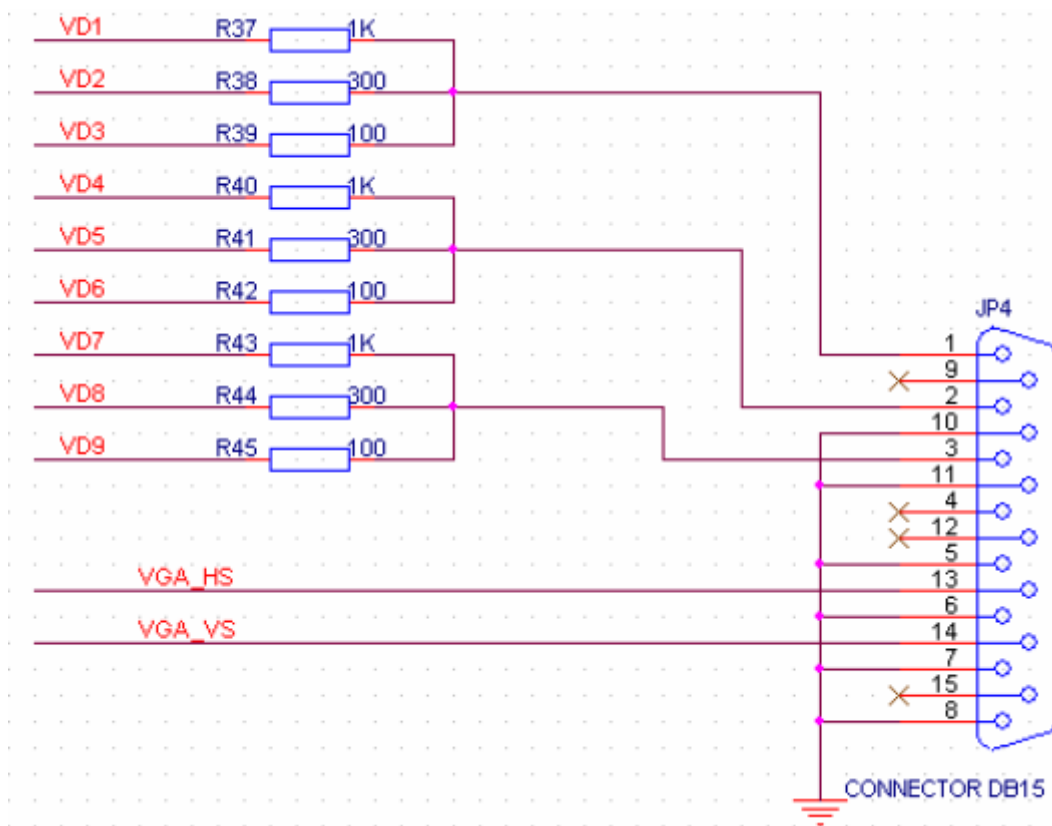 VD1 R37 1K
VD2 R38 300
VD3 R39 100
VD4 R40 1K
VD5 R41 300
VD6 R42 100
VD7 R43 1K
VD8 R44 300
VD9 R45 100
JP4
1
9
2
10
3
11
4
12
5
VGA_HS 13
6
VGA_VS 14
7
15
8
CONNECTOR DB15